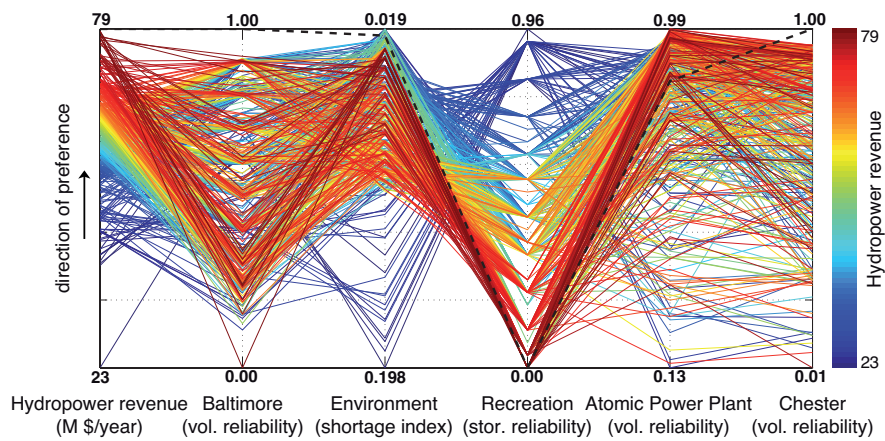 79 1.00 0.019 0.96 0.99 1.00
direction of preference
79
Hydropower revenue
23
23 0.00 0.198 0.00 0.13 0.01
Hydropower revenue Baltimore Environment Recreation Atomic Power Plant Chester
(M $/year) (vol. reliability) (shortage index) (stor. reliability) (vol. reliability) (vol. reliability)